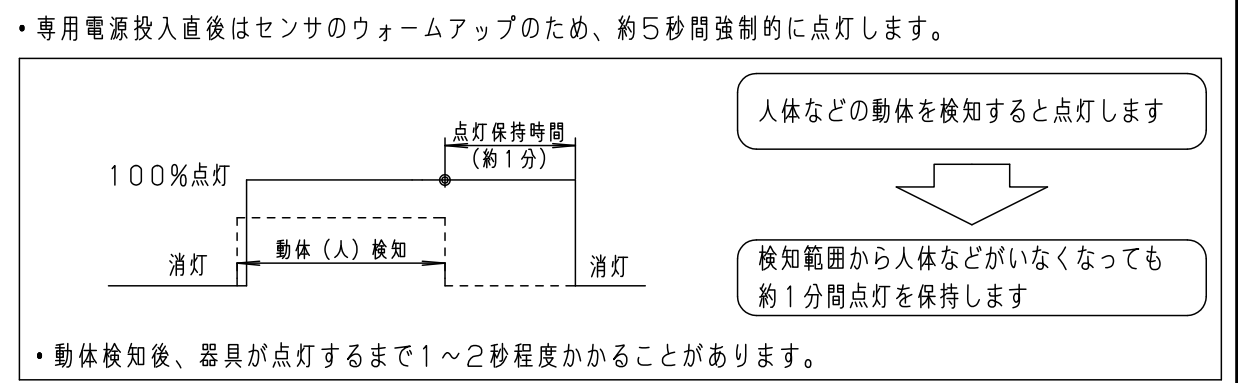 ・専用電源投入直後はセンサのウォームアップのため、約5秒間強制的に点灯します。
点灯保持時間
(約1分)
100%点灯
消灯
動体(人)検知
消灯
人体などの動体を検知すると点灯します
検知範囲から人体などがいなくなっても
約1分間点灯を保持します
・動体検知後、器具が点灯するまで1～2秒程度かかることがあります。